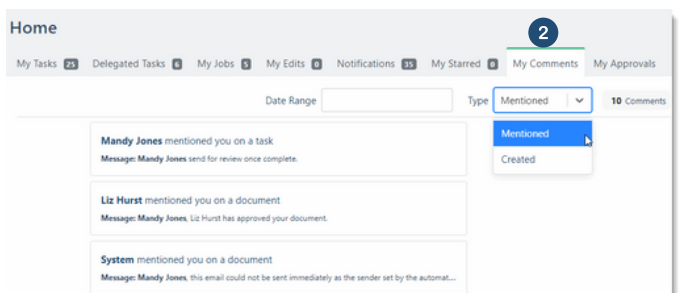 Home
2
My Tasks 25 Delegated Tasks 6 My Jobs 5 My Edits 0 Notifications 35 My Starred 0 My Comments My Approvals
Date Range Type Mentioned 10 Comments
Mentioned
Created
Mandy Jones mentioned you on a task
Message: Mandy Jones send for review once complete.
Liz Hurst mentioned you on a document
Message: Mandy Jones, Liz Hurst has approved your document.
System mentioned you on a document
Message: Mandy Jones, this email could not be sent immediately as the sender set by the automat...